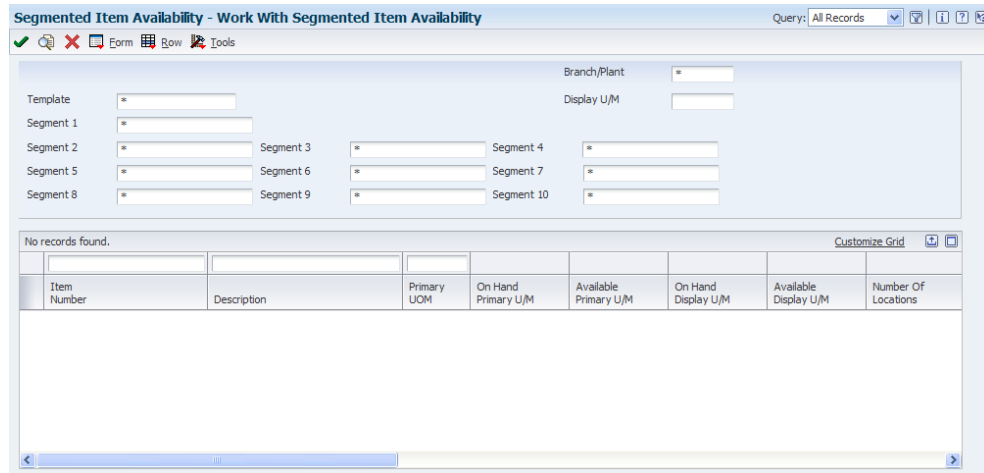 Segmented Item Availability - Work With Segmented Item Availability Query: All Records
Form Row Tools
Branch/Plant *
Template * Display U/M
Segment 1 *
Segment 2 * Segment 3 * Segment 4 *
Segment 5 * Segment 6 * Segment 7 *
Segment 8 * Segment 9 * Segment 10 *
No records found. Customize Grid
Item Number Description Primary UOM On Hand Primary U/M Available Primary U/M On Hand Display U/M Available Display U/M Number Of Locations